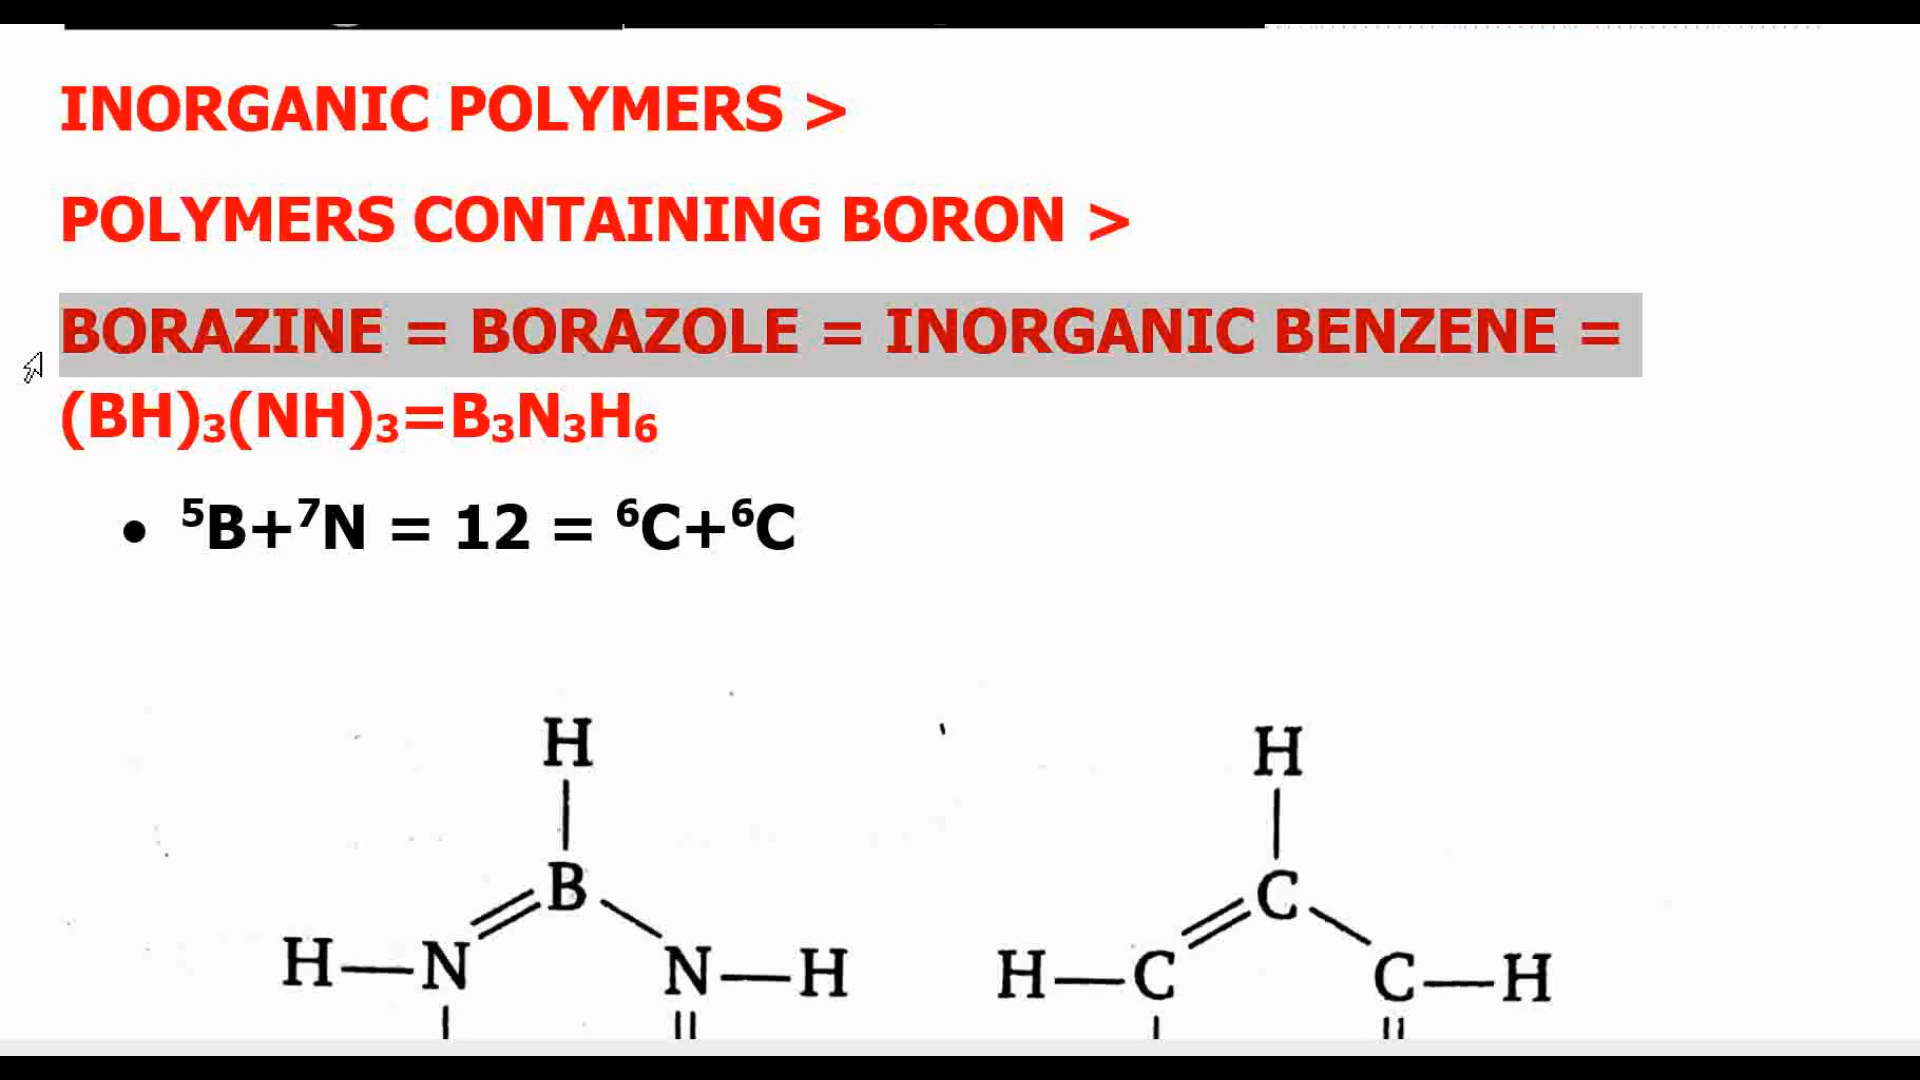 INORGANIC POLYMERS >
POLYMERS CONTAINING BORON >
BORAZINE = BORAZOLE = INORGANIC BENZENE =
(BH)₃(NH)₃=B₃N₃H₆
• ⁵B+⁷N = 12 = ⁶C+⁶C
H H
B C
H—N N—H H—C C—H